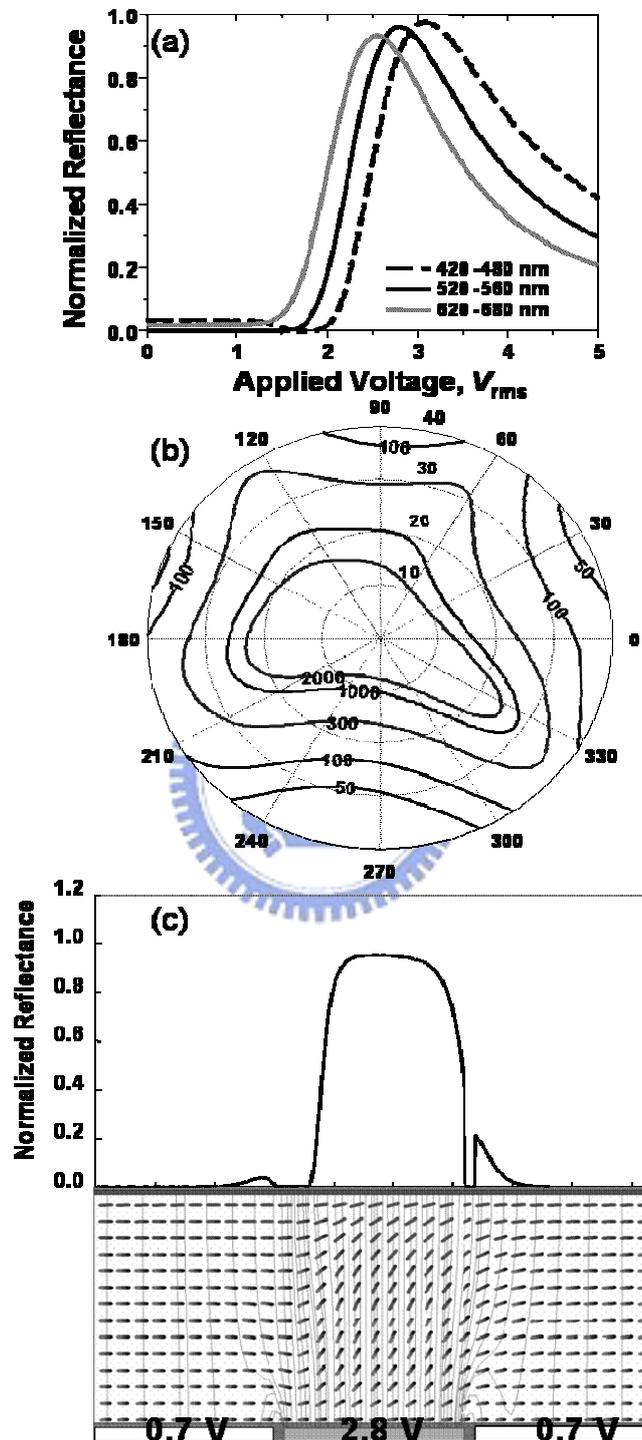 (a)
Normalized Reflectance
1.0
0.8
0.6
0.4
0.2
0.0
420 -480 nm
520 -560 nm
620 -680 nm
0 1 2 3 4 5
Applied Voltage, Vrms
(b)
90 40
120 100 60
30
150 20 30
10 50
100 100
180 0
2000
1000
300
210 100 330
50
240 300
270
(c)
Normalized Reflectance
1.2
1.0
0.8
0.6
0.4
0.2
0.0
0.7 V 2.8 V 0.7 V